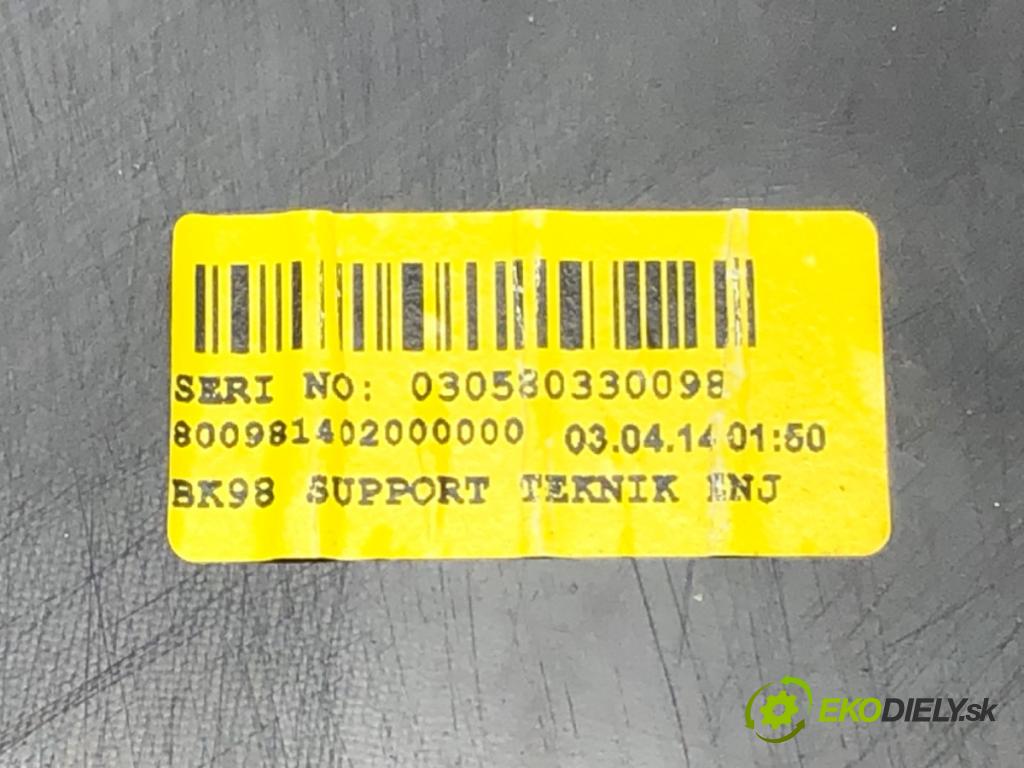 SERI NO: 030580330098
800981402000000 03.04.14 01:50
BK98 SUPPORT TEKNIK ENJ
EKODIELY.sk